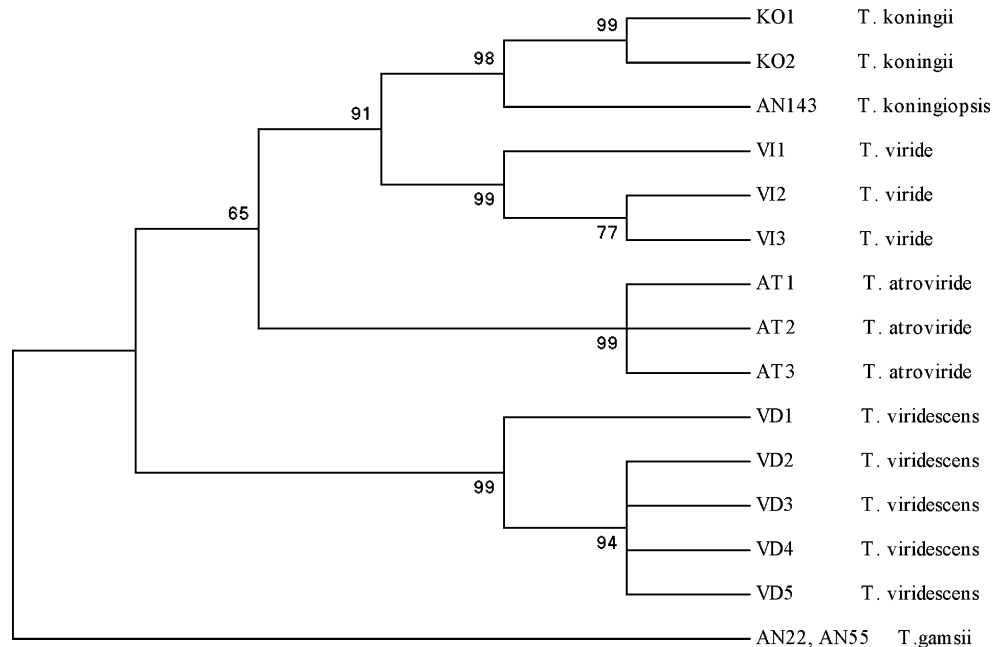 99 KO1 T. koningii
KO2 T. koningii
98
AN143 T. koningiopsis
91
VI1 T. viride
99 VI2 T. viride
65
77 VI3 T. viride
AT1 T. atroviride
AT2 T. atroviride
99
AT3 T. atroviride
VD1 T. viridescens
VD2 T. viridescens
99
VD3 T. viridescens
94 VD4 T. viridescens
VD5 T. viridescens
AN22, AN55 T.gamsii